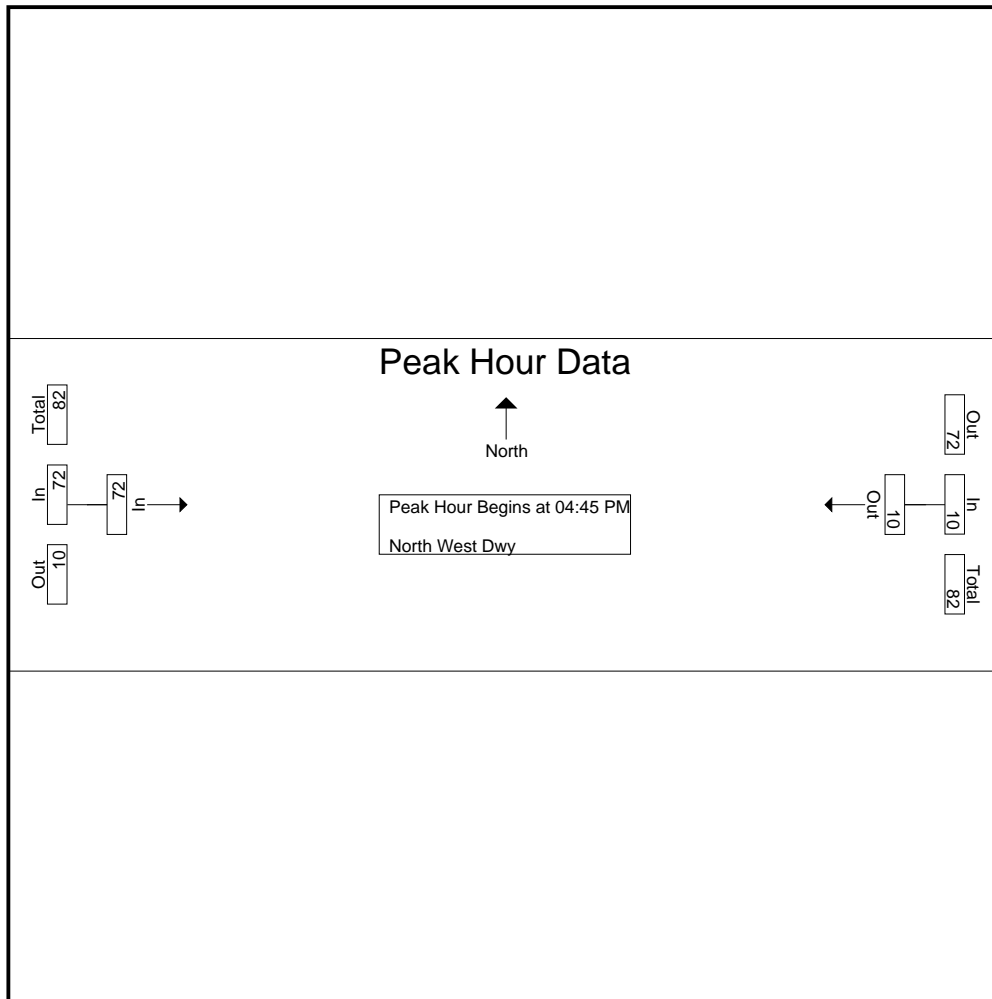 Peak Hour Data
North
Peak Hour Begins at 04:45 PM
North West Dwy
Total
82
In
72
Out
10
72
In
Out
72
In
10
Total
82
10
Out